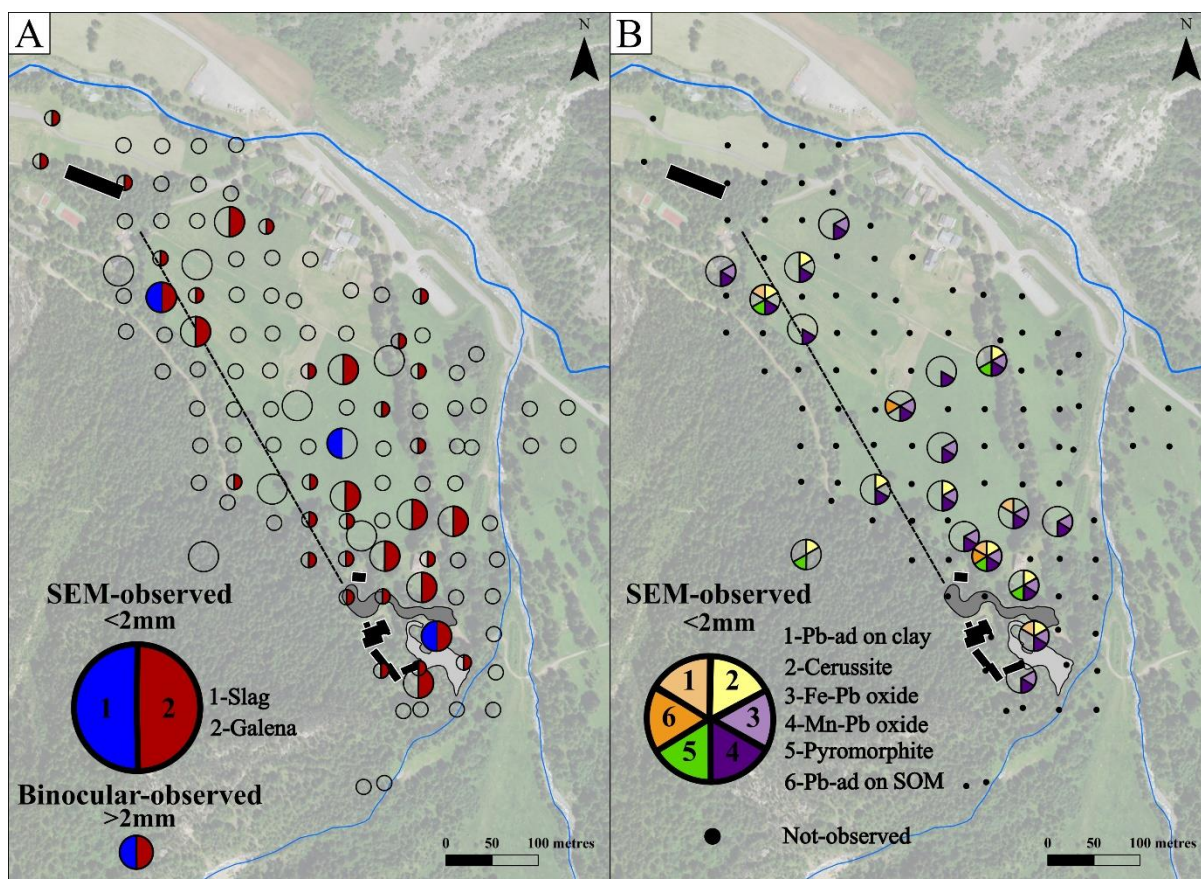 A
N
SEM-observed
<2mm
1
2
1-Slag
2-Galena
Binocular-observed
>2mm
0 50 100 metres
B
N
SEM-observed
<2mm
1
2
3
4
5
6
1-Pb-ad on clay
2-Cerussite
3-Fe-Pb oxide
4-Mn-Pb oxide
5-Pyromorphite
6-Pb-ad on SOM
Not-observed
0 50 100 metres